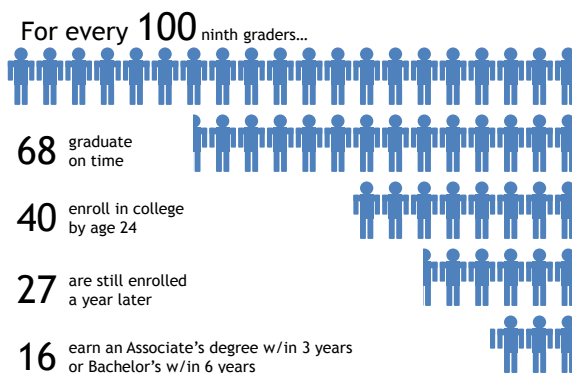 For every 100 ninth graders…
68 graduate
on time
40 enroll in college
by age 24
27 are still enrolled
a year later
16 earn an Associate’s degree w/in 3 years
or Bachelor’s w/in 6 years